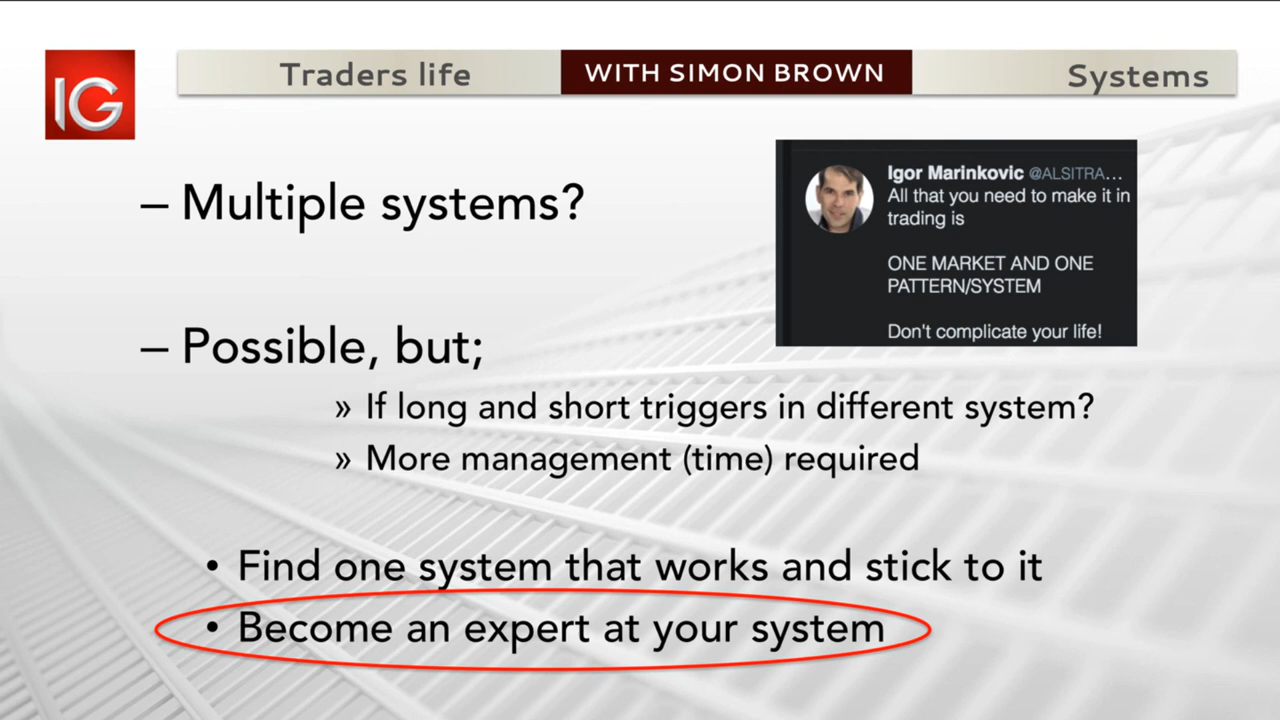 IG
Traders life
WITH SIMON BROWN
Systems
– Multiple systems?
Igor Marinkovic @ALSITRA...
All that you need to make it in
trading is
ONE MARKET AND ONE
PATTERN/SYSTEM
Don't complicate your life!
– Possible, but;
» If long and short triggers in different system?
» More management (time) required
• Find one system that works and stick to it
• Become an expert at your system